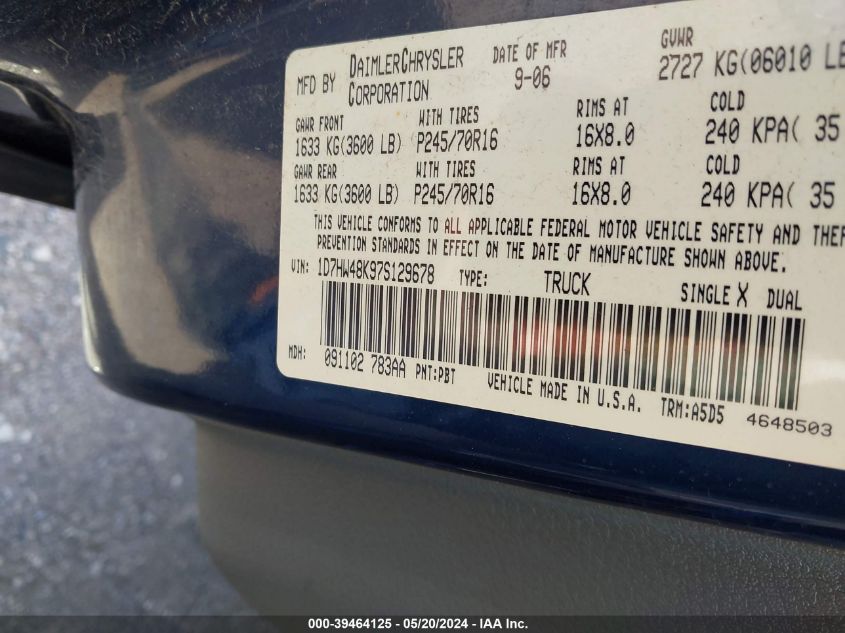 MFD BY DAIMLERCHRYSLER CORPORATION DATE OF MFR 9-06 GVWR 2727 KG(06010 LB
GAWR FRONT WITH TIRES RIMS AT COLD
1633 KG(3600 LB) P245/70R16 16X8.0 240 KPA( 35
GAWR REAR WITH TIRES RIMS AT COLD
1633 KG(3600 LB) P245/70R16 16X8.0 240 KPA( 35
THIS VEHICLE CONFORMS TO ALL APPLICABLE FEDERAL MOTOR VEHICLE SAFETY AND THEF
PREVENTION STANDARDS IN EFFECT ON THE DATE OF MANUFACTURE SHOWN ABOVE.
VIN: 1D7HW48K97S129678 TYPE: TRUCK SINGLE X DUAL
MDH: 091102 783AA PNT:PBT VEHICLE MADE IN U.S.A. TRM:A5D5 4648503
000-39464125 - 05/20/2024 - IAA Inc.